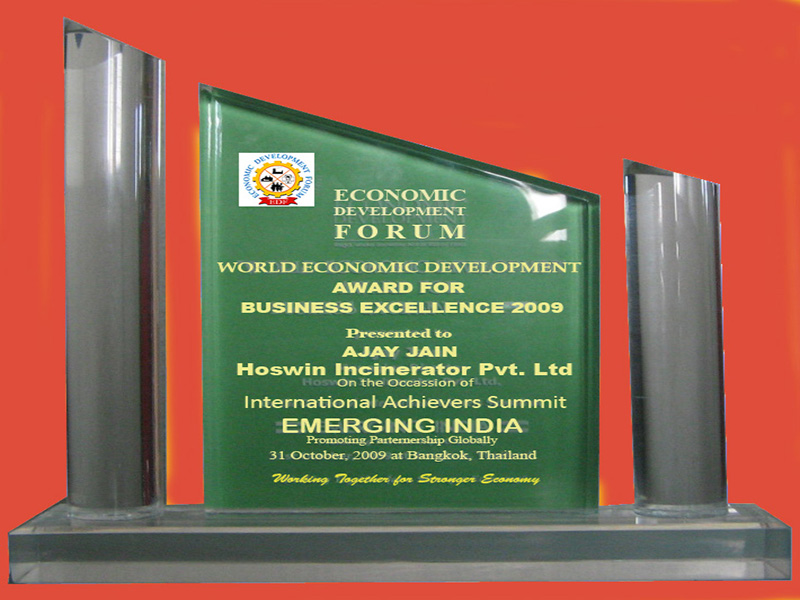 ECONOMIC DEVELOPMENT FORUM
EDF
ECONOMIC
DEVELOPMENT
FORUM
WORLD ECONOMIC DEVELOPMENT
AWARD FOR
BUSINESS EXCELLENCE 2009
Presented to
AJAY JAIN
Hoswin Incinerator Pvt. Ltd
On the Occassion of
International Achievers Summit
EMERGING INDIA
Promoting Parternership Globally
31 October, 2009 at Bangkok, Thailand
Working Together for Stronger Economy